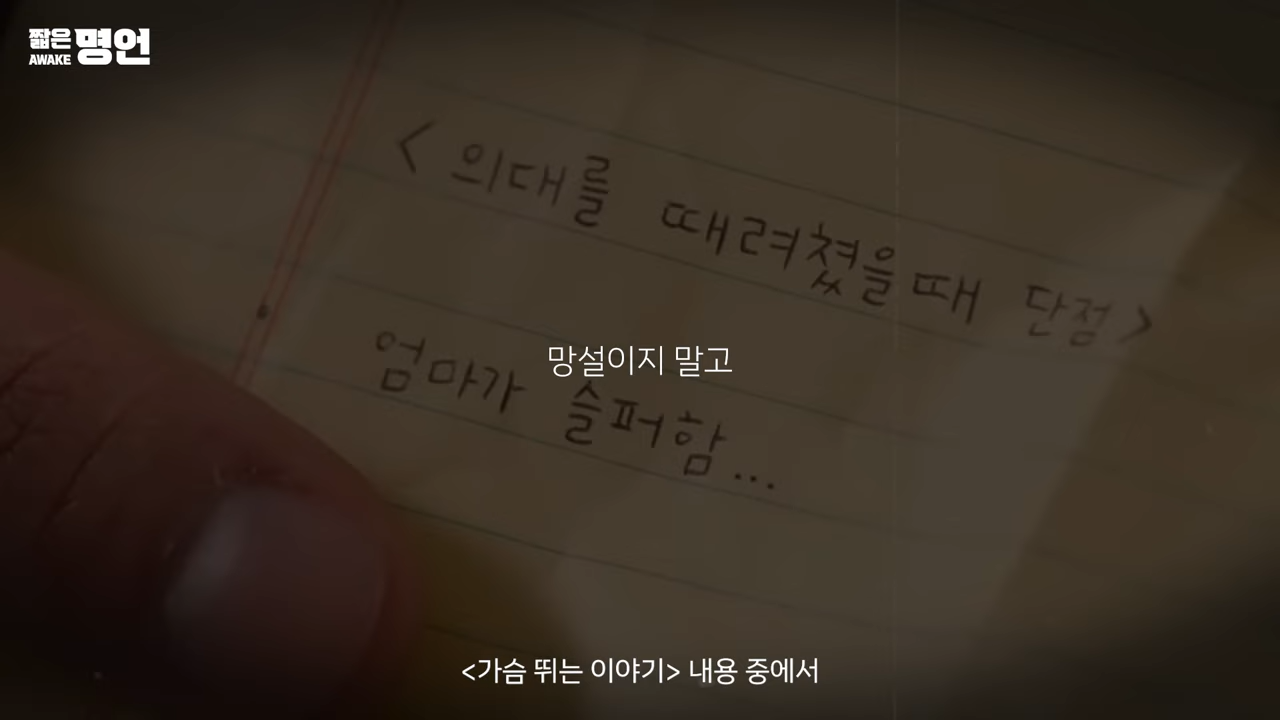 짧은 명언
AWAKE
< 의대를 때려쳤을때 단점 >
망설이지 말고
엄마가 슬퍼함...
<가슴 뛰는 이야기> 내용 중에서